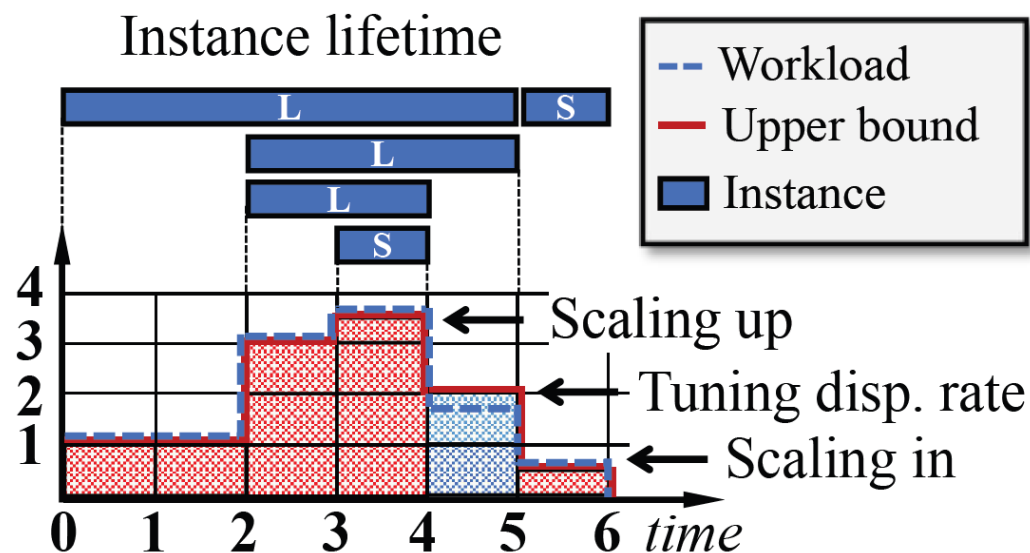 Instance lifetime
Workload
Upper bound
Instance
L S
L
L
S
4
3
2
1
Scaling up
Tuning disp. rate
Scaling in
0 1 2 3 4 5 6 time